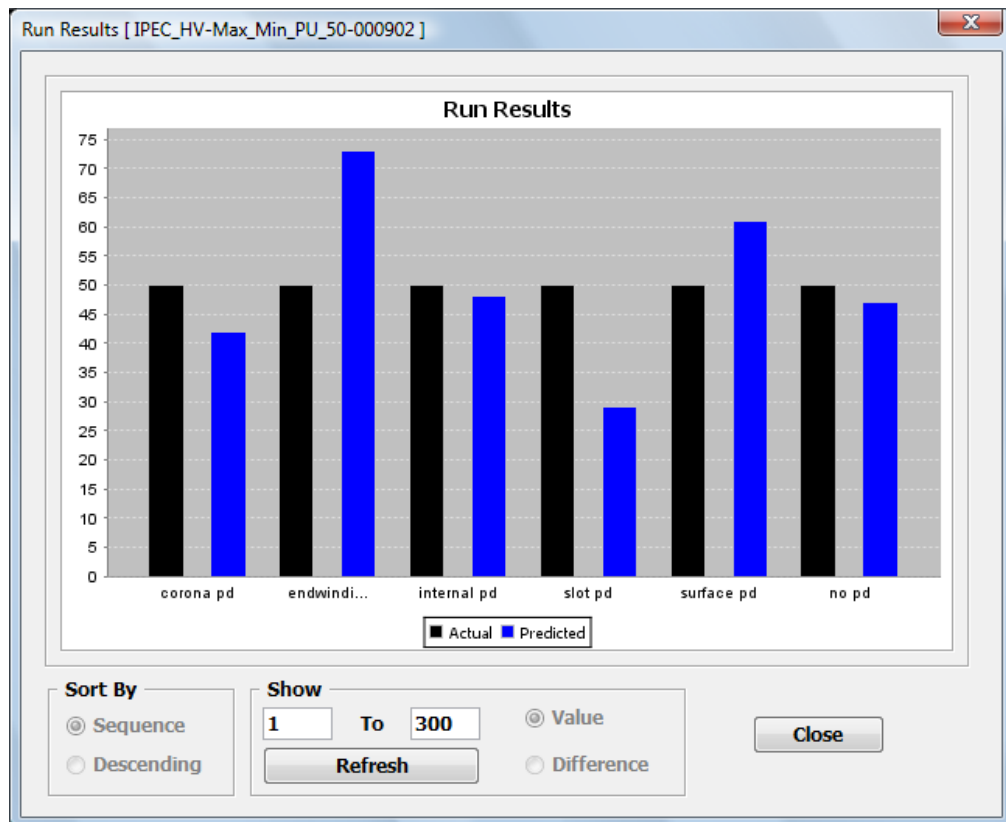 Run Results [ IPEC_HV-Max_Min_PU_50-000902 ]
Run Results
75
70
65
60
55
50
45
40
35
30
25
20
15
10
5
0
corona pd endwindi... internal pd slot pd surface pd no pd
Actual Predicted
Sort By
Sequence
Descending
Show
1 To 300
Refresh
Value
Difference
Close